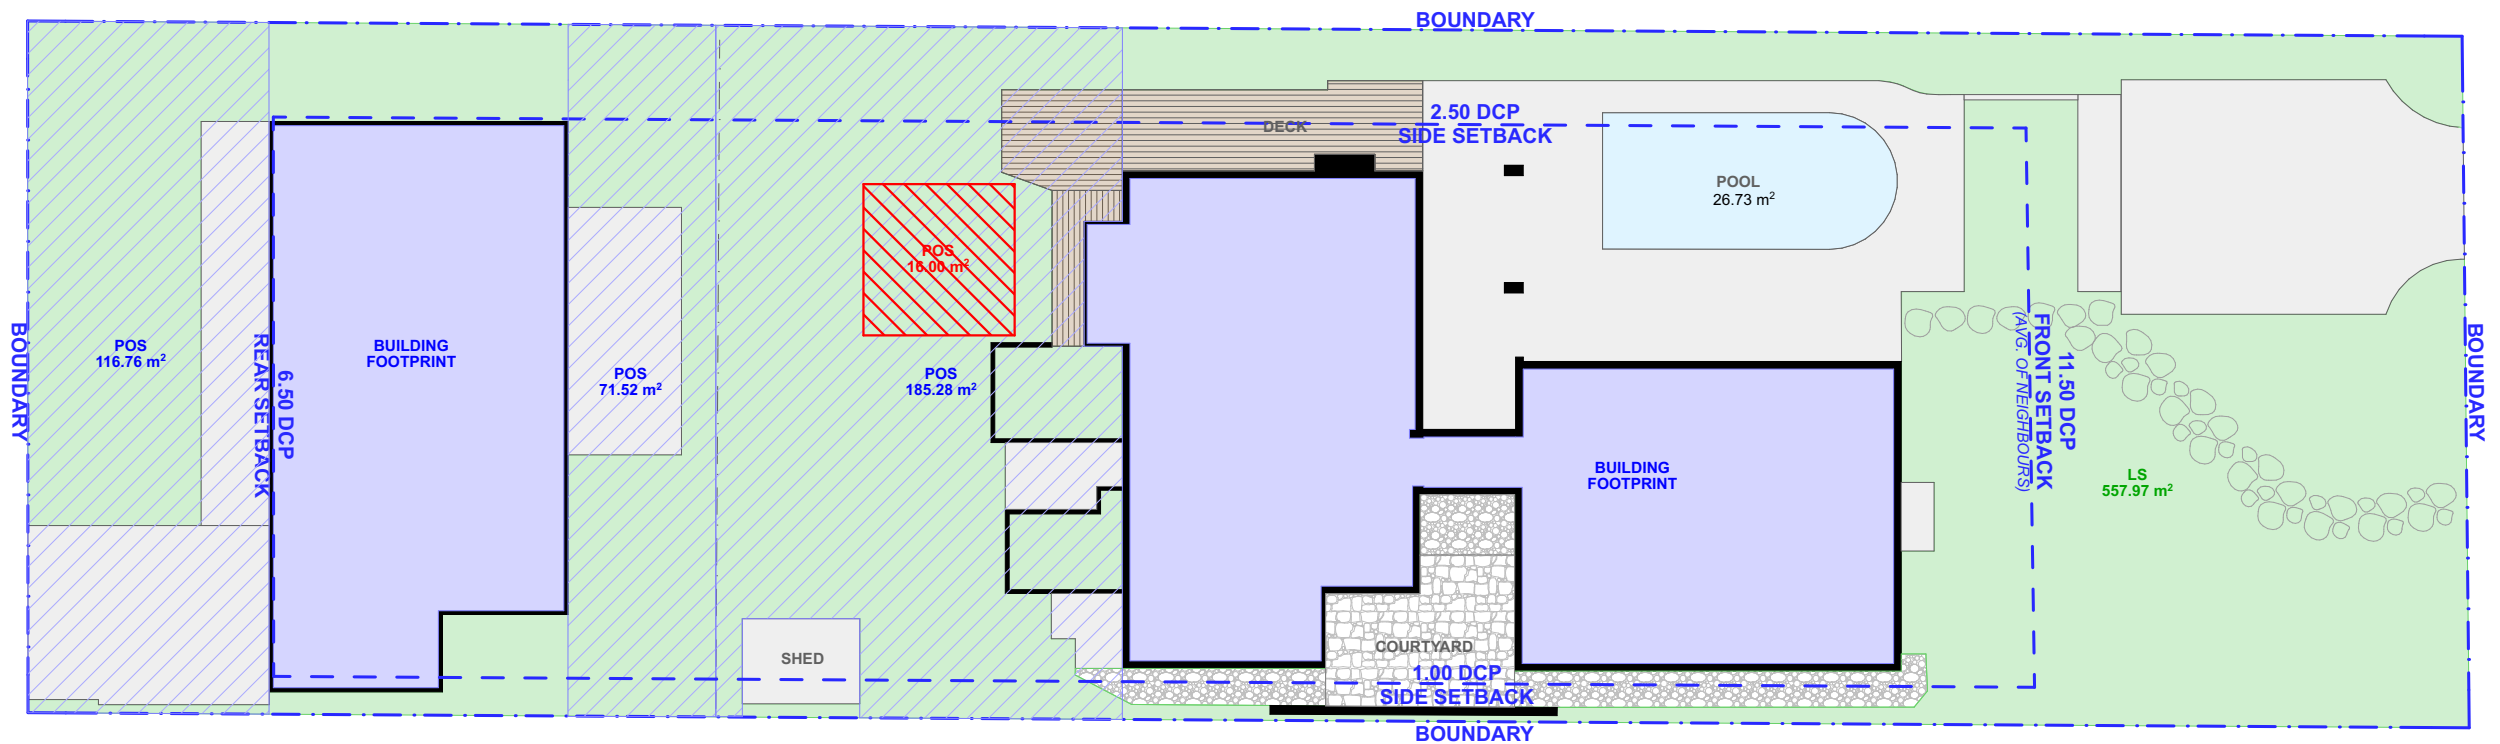 BOUNDARY
2.50 DCP
SIDE SETBACK
DECK
POOL
26.73 m²
POS
16.00 m²
BOUNDARY
POS
116.76 m²
6.50 DCP
REAR SETBACK
BUILDING
FOOTPRINT
POS
71.52 m²
POS
185.28 m²
BUILDING
FOOTPRINT
11.50 DCP
FRONT SETBACK
(AVG. OF NEIGHBOURS)
LS
557.97 m²
BOUNDARY
SHED
COURTYARD
1.00 DCP
SIDE SETBACK
BOUNDARY